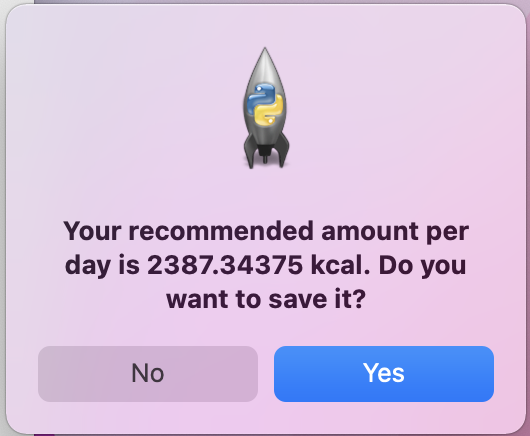 Your recommended amount per
day is 2387.34375 kcal. Do you
want to save it?
No
Yes